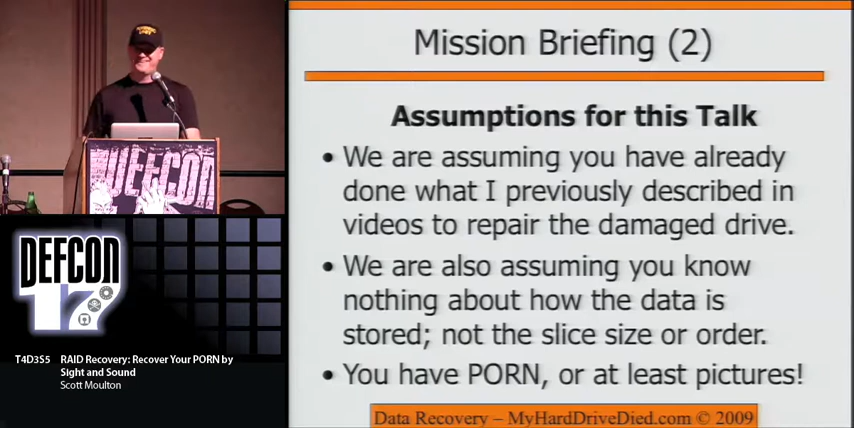 Mission Briefing (2)
Assumptions for this Talk
• We are assuming you have already
done what I previously described in
videos to repair the damaged drive.
• We are also assuming you know
nothing about how the data is
stored; not the slice size or order.
• You have PORN, or at least pictures!
Data Recovery – MyHardDriveDied.com © 2009
DEFCON
DEFCON
17
T4D3S5 RAID Recovery: Recover Your PORN by
Sight and Sound
Scott Moulton